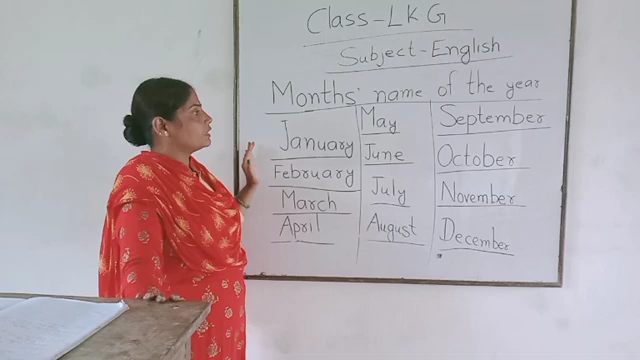 Class-LKG
Subject-English
Months' name of the year
January
February
March
April
May
June
July
August
September
October
November
December